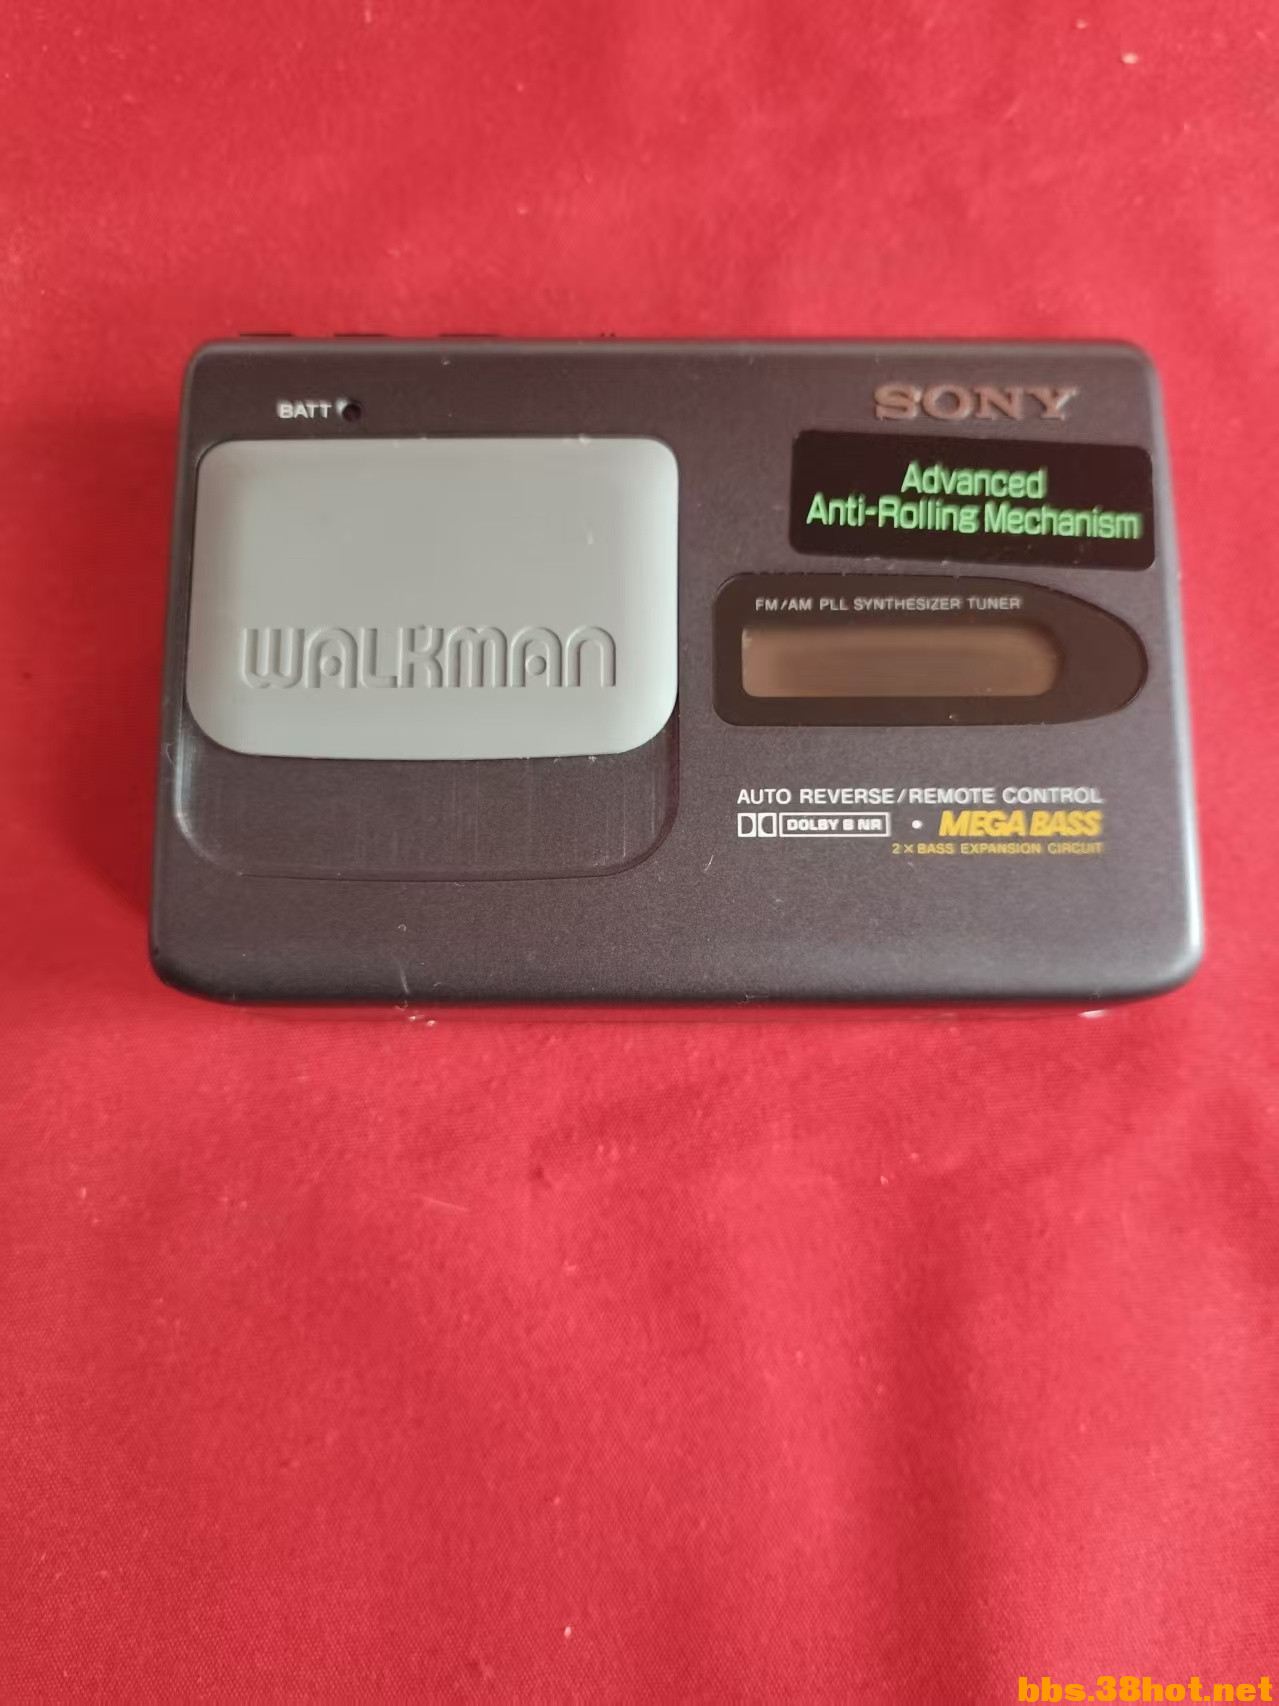 BATT
SONY
Advanced
Anti-Rolling Mechanism
WALKMAN
FM/AM PLL SYNTHESIZER TUNER
AUTO REVERSE/REMOTE CONTROL
DOLBY B NR • MEGA BASS
2×BASS EXPANSION CIRCUIT
bbs.38hot.net